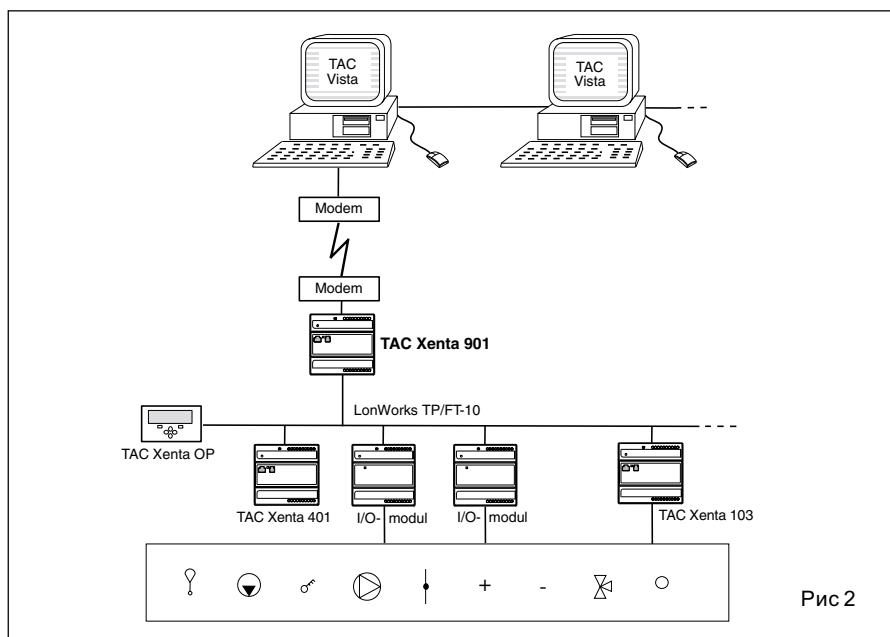 TAC
Vista
TAC
Vista
Modem
Modem
TAC Xenta 901
LonWorks TP/FT-10
TAC Xenta OP
TAC Xenta 401
I/O- modul
I/O- modul
TAC Xenta 103
+
-
Рис 2